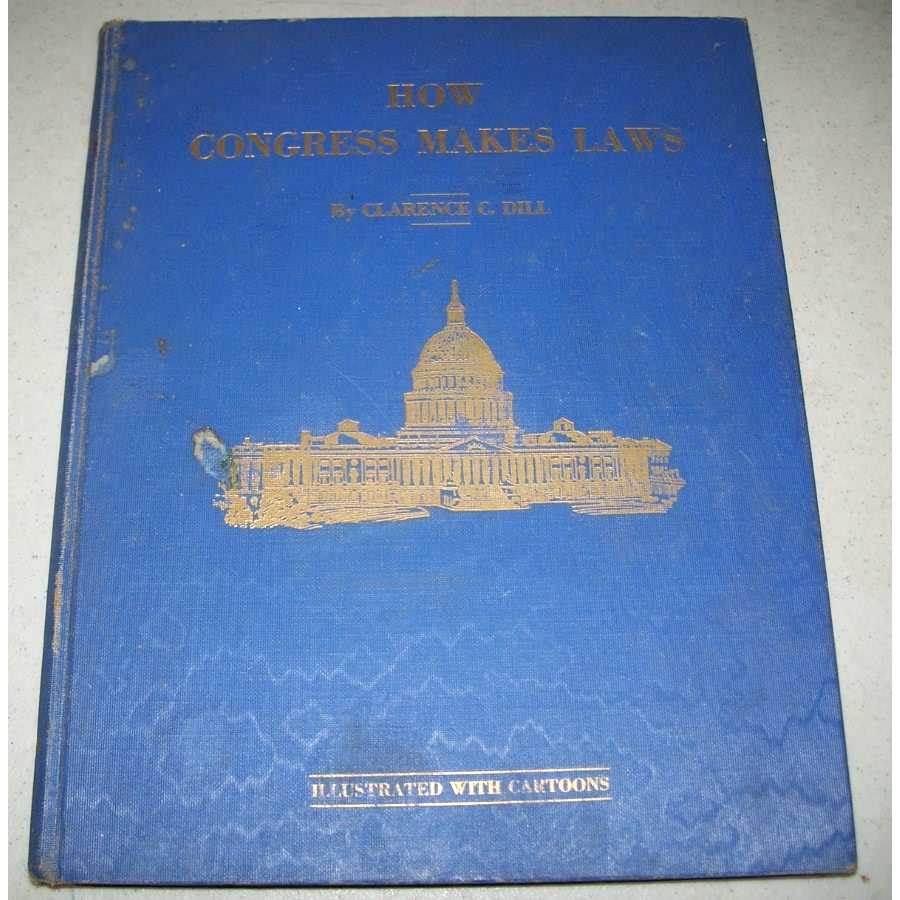 HOW
CONGRESS MAKES LAWS
By CLARENCE C. DILL
ILLUSTRATED WITH CARTOONS